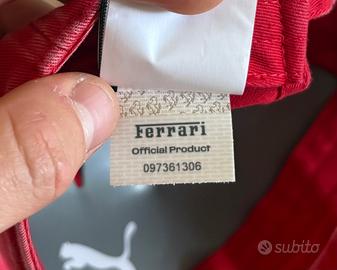 Ferrari
Official Product
097361306
subito